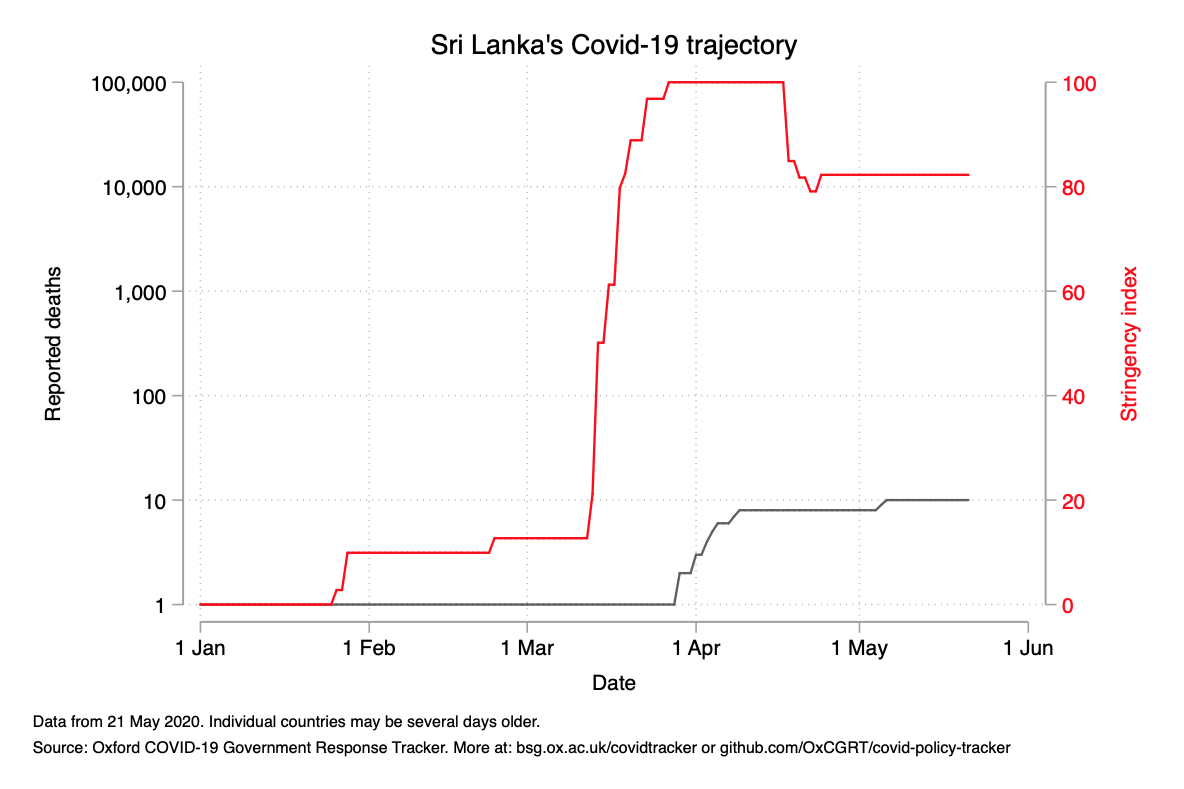 Sri Lanka's Covid-19 trajectory
100,000
10,000
1,000
100
10
1
Reported deaths
100
80
60
40
20
0
Stringency index
1 Jan
1 Feb
1 Mar
1 Apr
1 May
1 Jun
Date
Data from 21 May 2020. Individual countries may be several days older.
Source: Oxford COVID-19 Government Response Tracker. More at: bsg.ox.ac.uk/covidtracker or github.com/OxCGRT/covid-policy-tracker